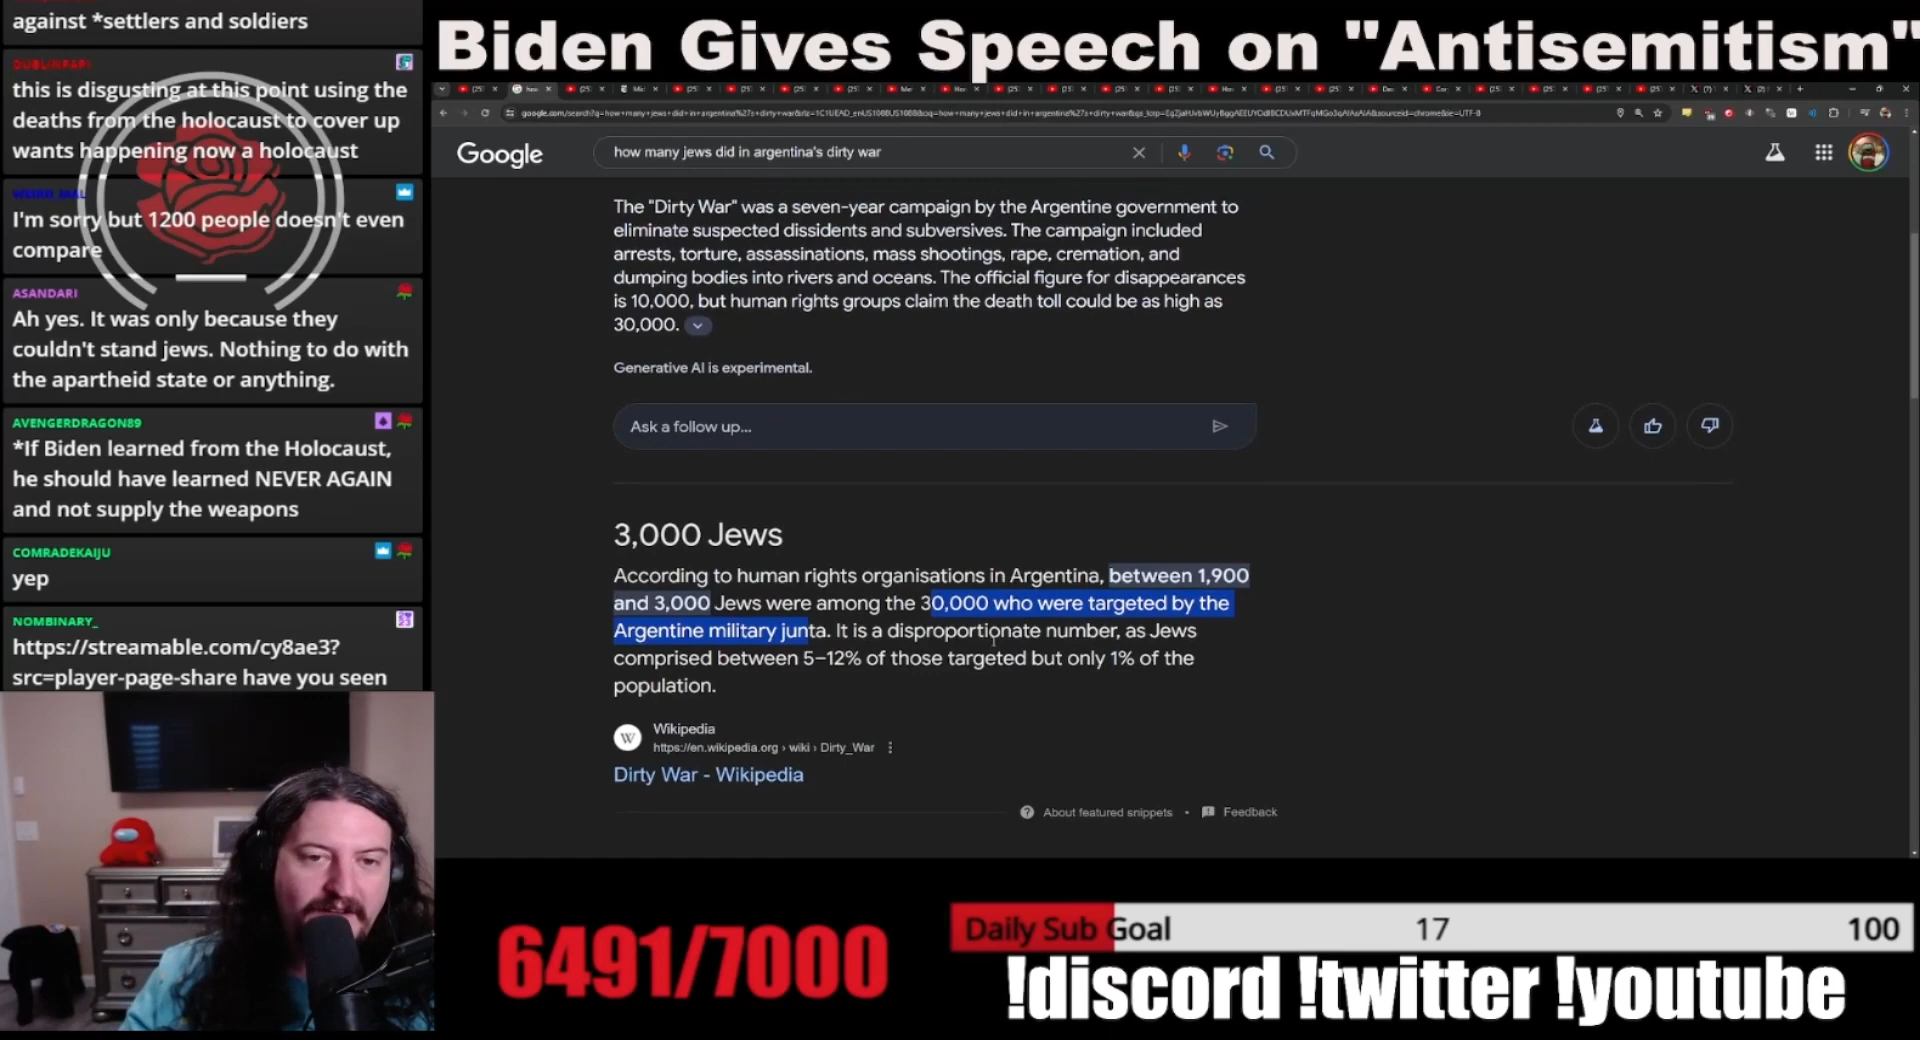 against *settlers and soldiers
DUBLINPAPI
this is disgusting at this point using the
deaths from the holocaust to cover up
wants happening now a holocaust
I'm sorry but 1200 people doesn't even
compare
ASANDARI
Ah yes. It was only because they
couldn't stand jews. Nothing to do with
the apartheid state or anything.
AVENGERDRAGON89
*If Biden learned from the Holocaust,
he should have learned NEVER AGAIN
and not supply the weapons
COMRADEKAIJU
yep
NOMBINARY_
https://streamable.com/cy8ae3?
src=player-page-share have you seen
Biden Gives Speech on "Antisemitism"
Google
how many jews did in argentina's dirty war
The "Dirty War" was a seven-year campaign by the Argentine government to
eliminate suspected dissidents and subversives. The campaign included
arrests, torture, assassinations, mass shootings, rape, cremation, and
dumping bodies into rivers and oceans. The official figure for disappearances
is 10,000, but human rights groups claim the death toll could be as high as
30,000.
Generative AI is experimental.
Ask a follow up...
3,000 Jews
According to human rights organisations in Argentina, between 1,900
and 3,000 Jews were among the 30,000 who were targeted by the
Argentine military junta. It is a disproportionate number, as Jews
comprised between 5–12% of those targeted but only 1% of the
population.
W
Wikipedia
https://en.wikipedia.org › wiki › Dirty_War
Dirty War - Wikipedia
About featured snippets • Feedback
6491/7000
Daily Sub Goal 17 100
!discord !twitter !youtube